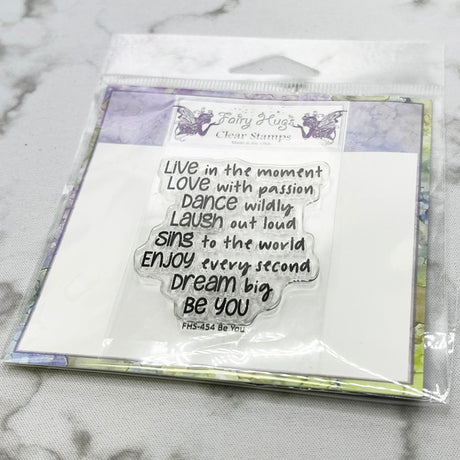 Fairy Hugs
Clear Stamps
Made in the USA
LIVE in the moment
LOVE with passion
DANCE wildly
LAUGH out loud
SING to the world
ENJOY every second
DREAM big
BE YOU
FHS-454 Be You